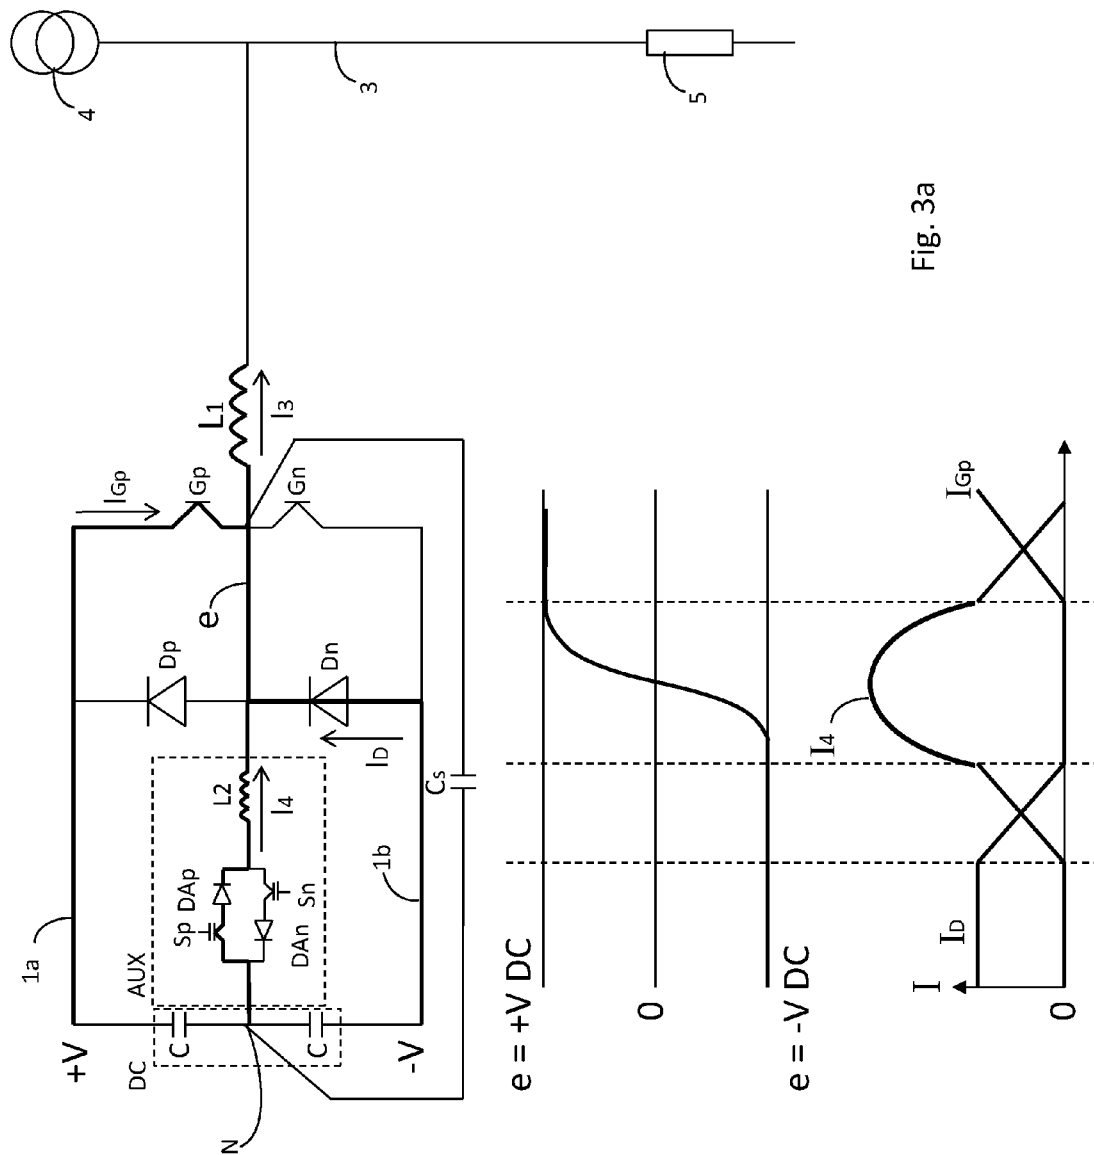 4
3
5
Fig. 3a
+V
-V
1a
1b
DC
C
C
N
AUX
Sp
DAp
DAn
Sn
L2
I4
Dp
Dn
ID
e
IGp
Gp
Gn
L1
I3
Cs
e = +V DC
0
e = -V DC
I
0
ID
I4
IGp